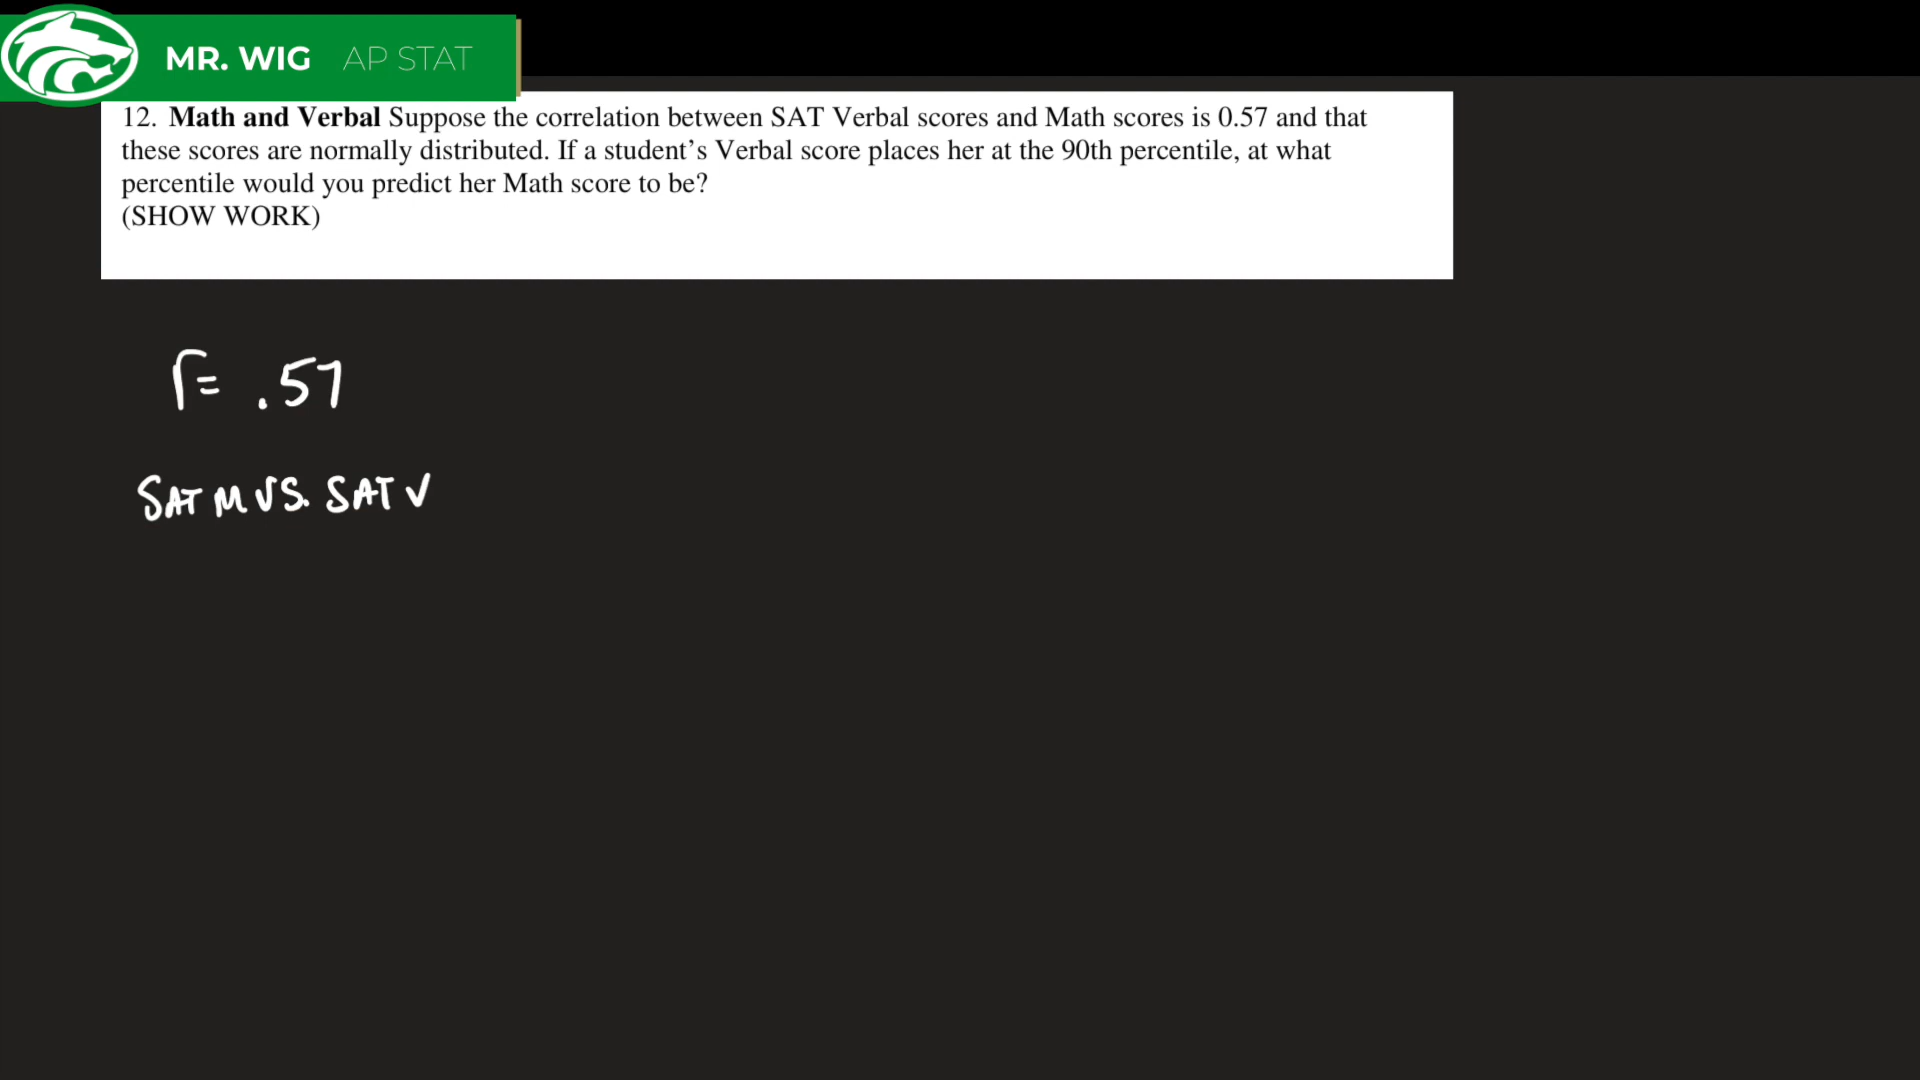 MR. WIG AP STAT
12. Math and Verbal Suppose the correlation between SAT Verbal scores and Math scores is 0.57 and that
these scores are normally distributed. If a student’s Verbal score places her at the 90th percentile, at what
percentile would you predict her Math score to be?
(SHOW WORK)
r= .57
SAT M VS. SAT V